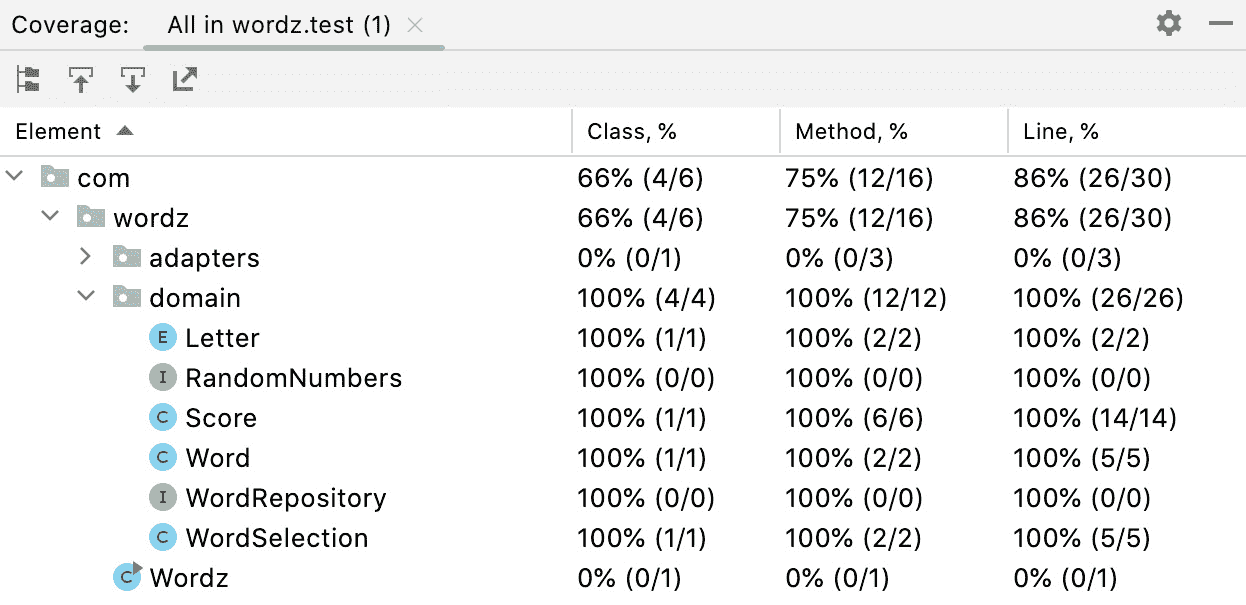 Coverage: All in wordz.test (1)
Element Class, % Method, % Line, %
com 66% (4/6) 75% (12/16) 86% (26/30)
wordz 66% (4/6) 75% (12/16) 86% (26/30)
adapters 0% (0/1) 0% (0/3) 0% (0/3)
domain 100% (4/4) 100% (12/12) 100% (26/26)
E Letter 100% (1/1) 100% (2/2) 100% (2/2)
I RandomNumbers 100% (0/0) 100% (0/0) 100% (0/0)
C Score 100% (1/1) 100% (6/6) 100% (14/14)
C Word 100% (1/1) 100% (2/2) 100% (5/5)
I WordRepository 100% (0/0) 100% (0/0) 100% (0/0)
C WordSelection 100% (1/1) 100% (2/2) 100% (5/5)
C Wordz 0% (0/1) 0% (0/1) 0% (0/1)